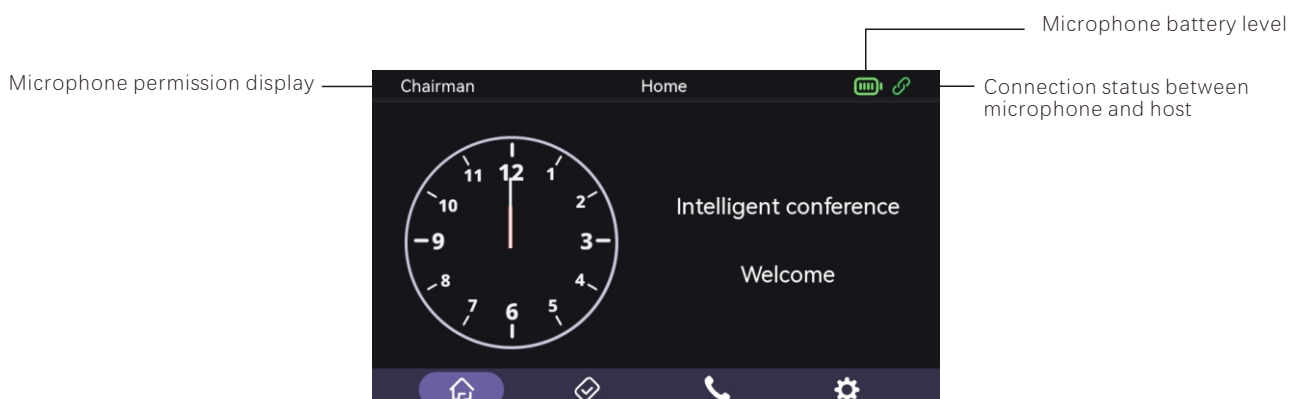 Microphone battery level
Microphone permission display
Chairman
Home
Connection status between
microphone and host
12
1
2
3
4
5
6
7
8
9
10
11
Intelligent conference
Welcome